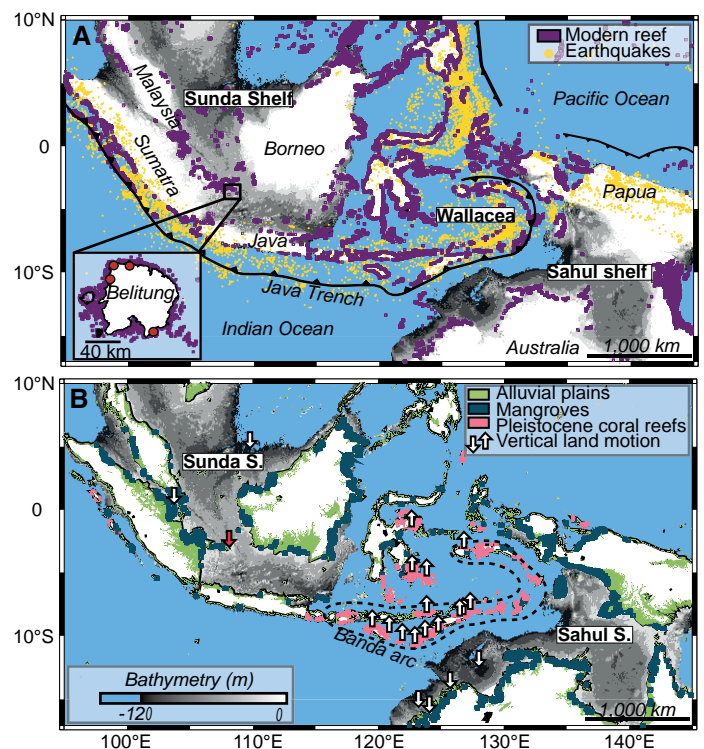 10°N
A
Modern reef
Earthquakes
Malaysia
Sunda Shelf
Pacific Ocean
0
Borneo
Sumatra
Papua
Wallacea
Java
10°S
Sahul shelf
Belitung
Java Trench
Indian Ocean
40 km
Australia
1,000 km
10°N
B
Alluvial plains
Mangroves
Pleistocene coral reefs
Vertical land motion
Sunda S.
0
10°S
Sahul S.
Banda arc
Bathymetry (m)
-120
0
1,000 km
100°E
110°E
120°E
130°E
140°E